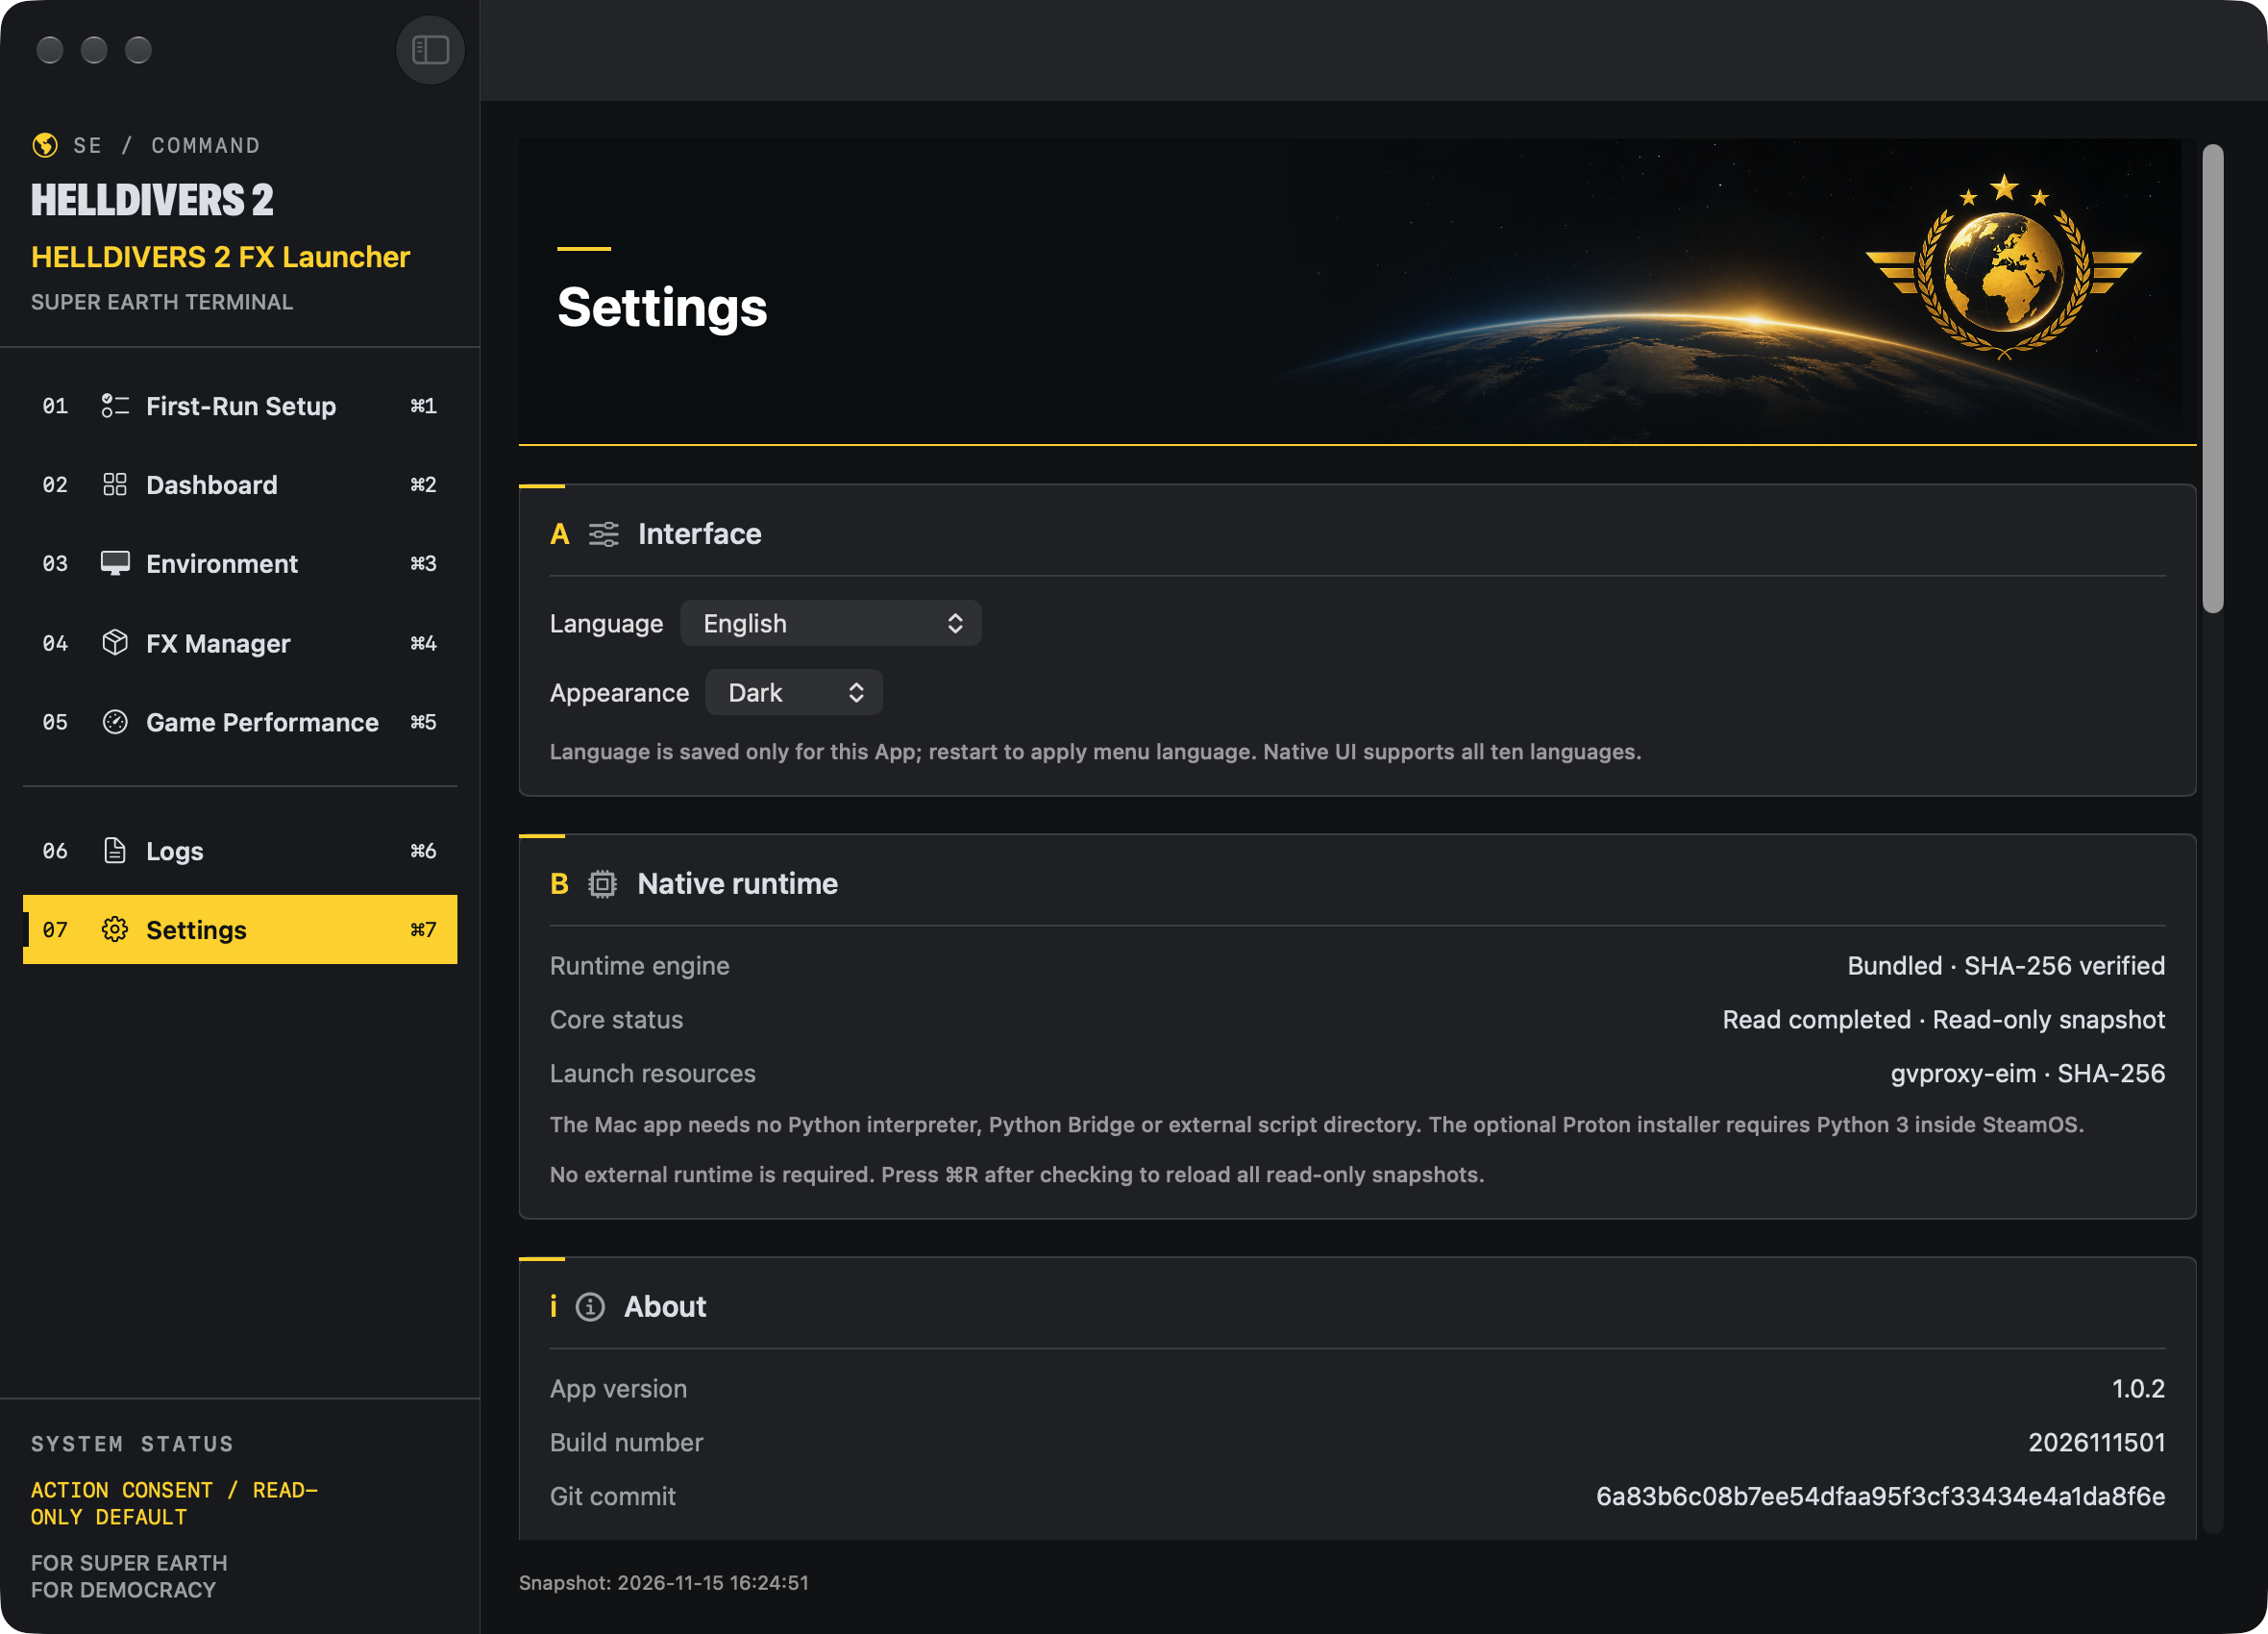 SE / COMMAND
HELLDIVERS 2
HELLDIVERS 2 FX Launcher
SUPER EARTH TERMINAL
01 First-Run Setup ⌘1
02 Dashboard ⌘2
03 Environment ⌘3
04 FX Manager ⌘4
05 Game Performance ⌘5
06 Logs ⌘6
07 Settings ⌘7
SYSTEM STATUS
ACTION CONSENT / READ-
ONLY DEFAULT
FOR SUPER EARTH
FOR DEMOCRACY
Settings
A Interface
Language English
Appearance Dark
Language is saved only for this App; restart to apply menu language. Native UI supports all ten languages.
B Native runtime
Runtime engine Bundled · SHA-256 verified
Core status Read completed · Read-only snapshot
Launch resources gvproxy-eim · SHA-256
The Mac app needs no Python interpreter, Python Bridge or external script directory. The optional Proton installer requires Python 3 inside SteamOS.
No external runtime is required. Press ⌘R after checking to reload all read-only snapshots.
i About
App version 1.0.2
Build number 2026111501
Git commit 6a83b6c08b7ee54dfaa95f3cf33434e4a1da8f6e
Snapshot: 2026-11-15 16:24:51